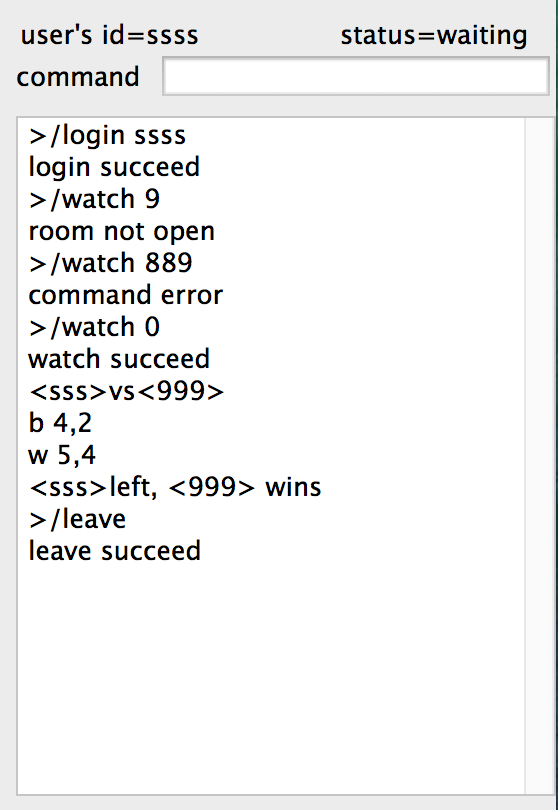 user's id=ssss status=waiting
command
>/login ssss
login succeed
>/watch 9
room not open
>/watch 889
command error
>/watch 0
watch succeed
<sss>vs<999>
b 4,2
w 5,4
<sss>left, <999> wins
>/leave
leave succeed